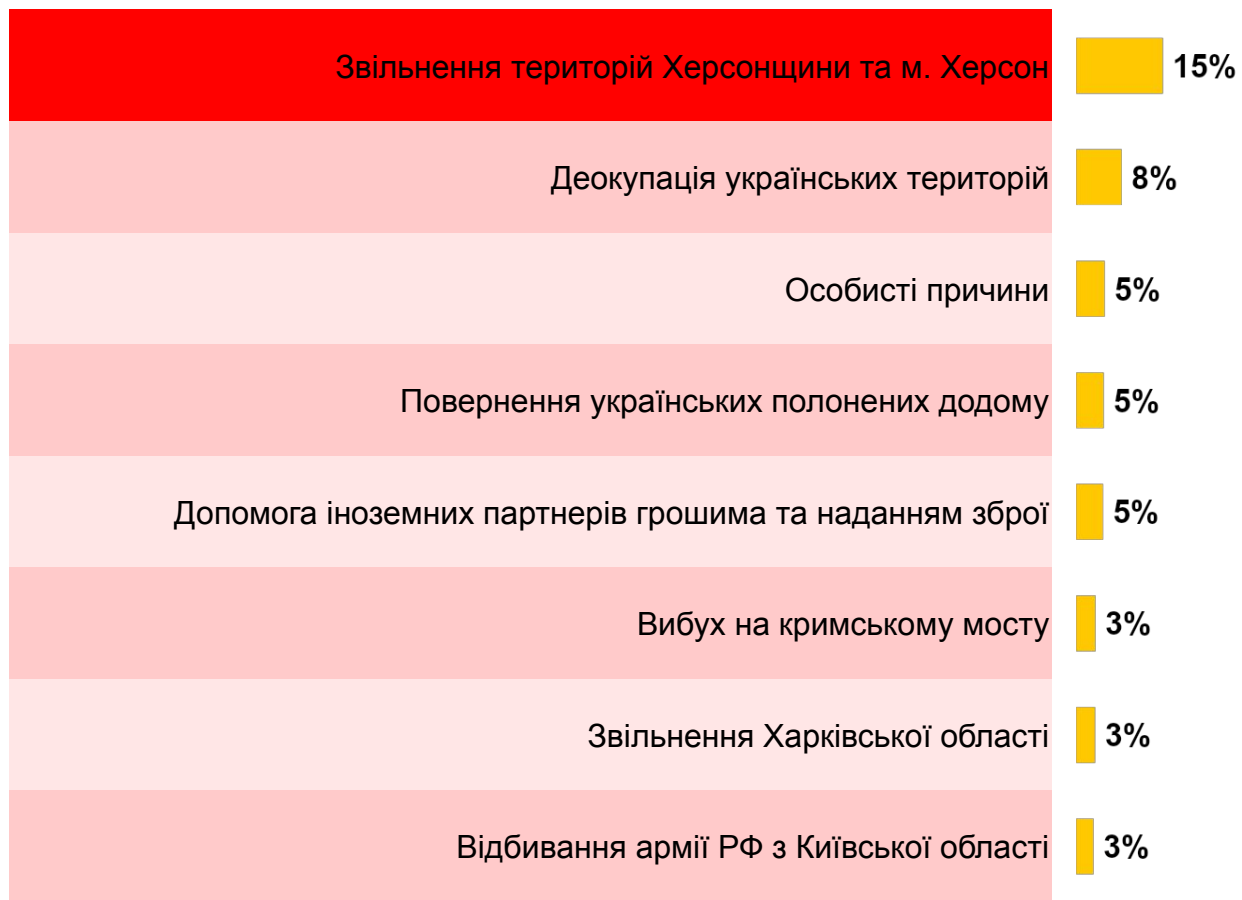 Звільнення територій Херсонщини та м. Херсон 15%
Деокупація українських територій 8%
Особисті причини 5%
Повернення українських полонених додому 5%
Допомога іноземних партнерів грошима та наданням зброї 5%
Вибух на кримському мосту 3%
Звільнення Харківської області 3%
Відбивання армії РФ з Київської області 3%